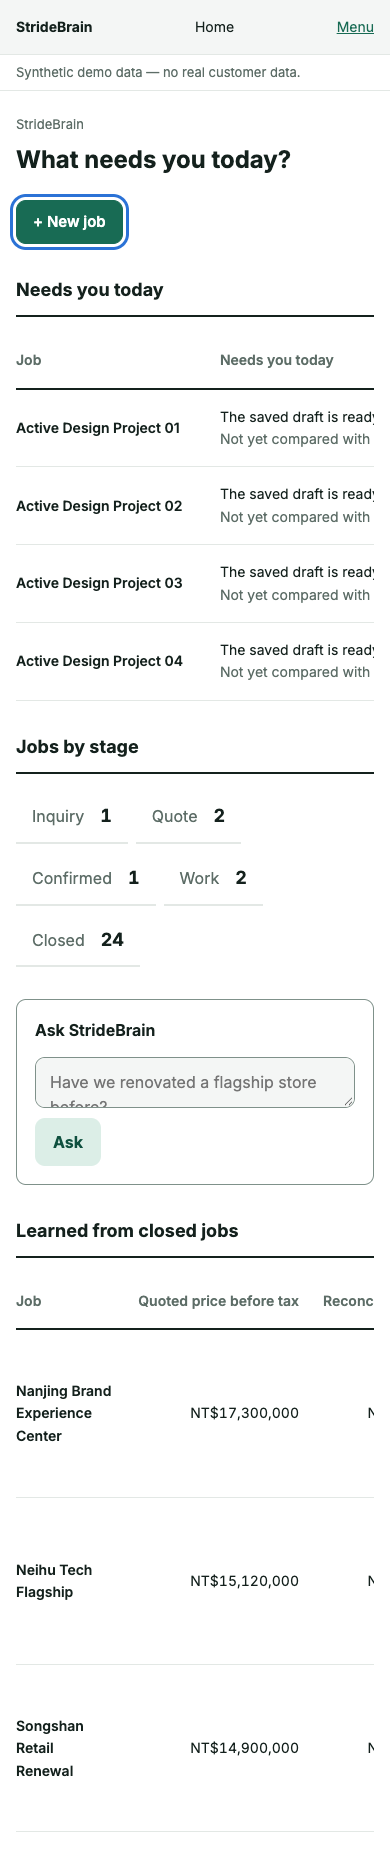 StrideBrain Home Menu
Synthetic demo data — no real customer data.
StrideBrain
What needs you today?
+ New job
Needs you today
Job Needs you today
Active Design Project 01 The saved draft is ready
Not yet compared with
Active Design Project 02 The saved draft is ready
Not yet compared with
Active Design Project 03 The saved draft is ready
Not yet compared with
Active Design Project 04 The saved draft is ready
Not yet compared with
Jobs by stage
Inquiry 1 Quote 2
Confirmed 1 Work 2
Closed 24
Ask StrideBrain
Have we renovated a flagship store
before?
Ask
Learned from closed jobs
Job Quoted price before tax Reconc
Nanjing Brand
Experience
Center
NT$17,300,000 N
Neihu Tech
Flagship
NT$15,120,000 N
Songshan
Retail
Renewal
NT$14,900,000 N